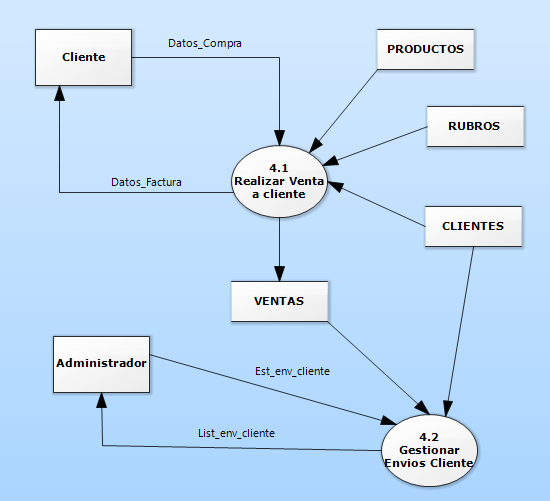 Cliente
Datos_Compra
PRODUCTOS
RUBROS
4.1
Realizar Venta
a cliente
Datos_Factura
CLIENTES
VENTAS
Administrador
Est_env_cliente
List_env_cliente
4.2
Gestionar
Envios Cliente